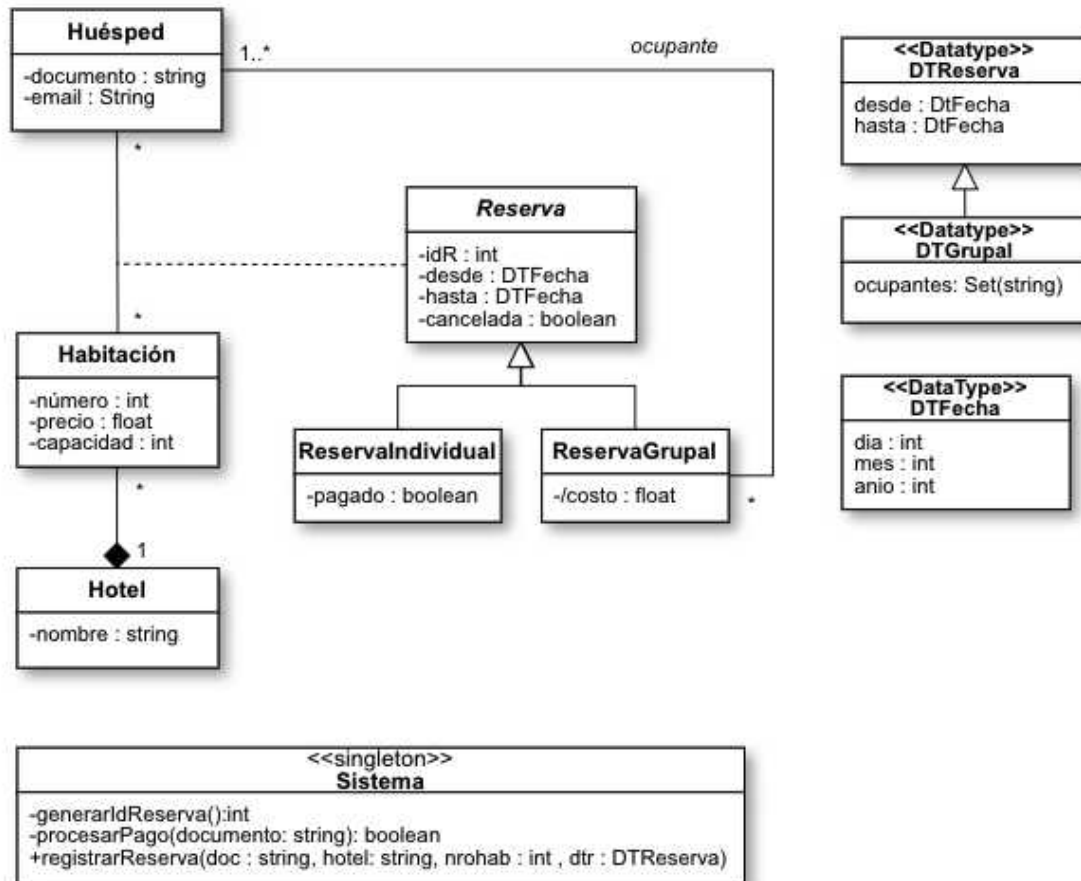 Huésped
-documento : string
-email : String
1..*
ocupante
<<Datatype>>
DTReserva
desde : DtFecha
hasta : DtFecha
*
Reserva
-idR : int
-desde : DTFecha
-hasta : DTFecha
-cancelada : boolean
<<Datatype>>
DTGrupal
ocupantes: Set(string)
*
Habitación
-número : int
-precio : float
-capacidad : int
<<DataType>>
DTFecha
dia : int
mes : int
anio : int
ReservaIndividual
-pagado : boolean
ReservaGrupal
-/costo : float
*
*
1
Hotel
-nombre : string
<<singleton>>
Sistema
-generarIdReserva():int
-procesarPago(documento: string): boolean
+registrarReserva(doc : string, hotel: string, nrohab : int , dtr : DTReserva)